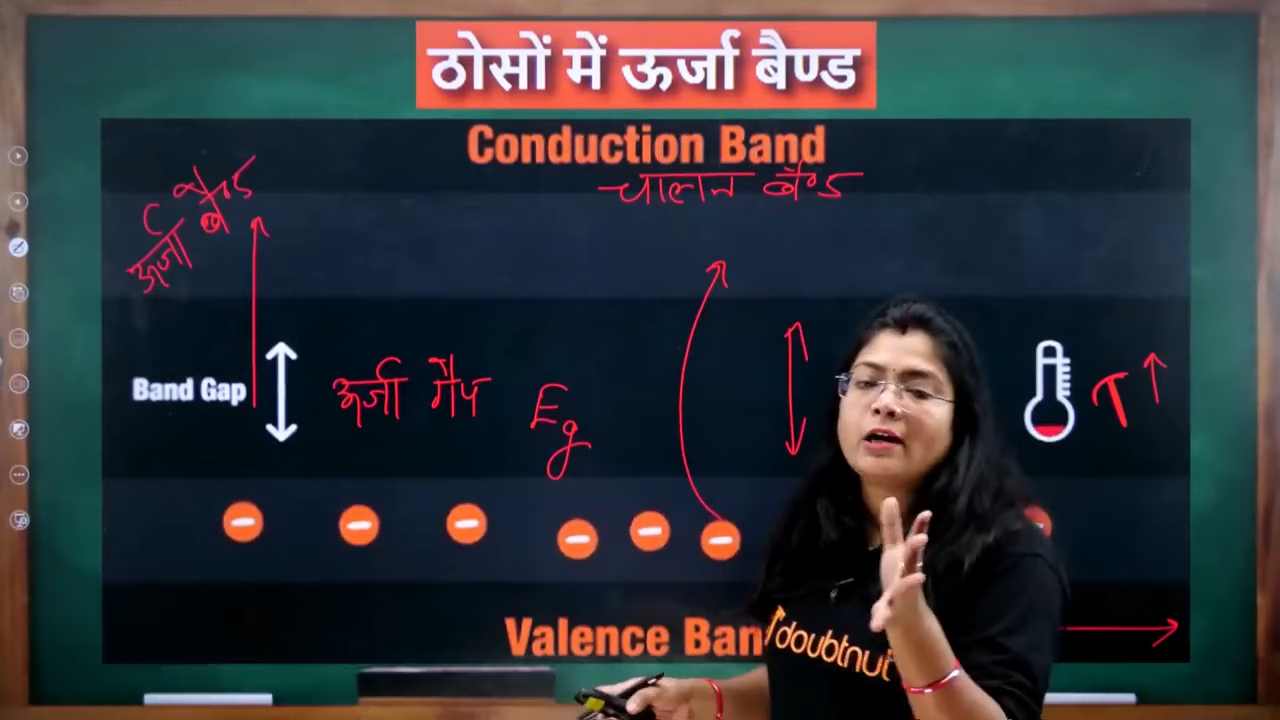 ठोसों में ऊर्जा बैण्ड
Conduction Band
चालन बैण्ड
ऊर्जा
Band Gap
ऊर्जा गैप
Eg
T↑
Valence Ban
doubtnut